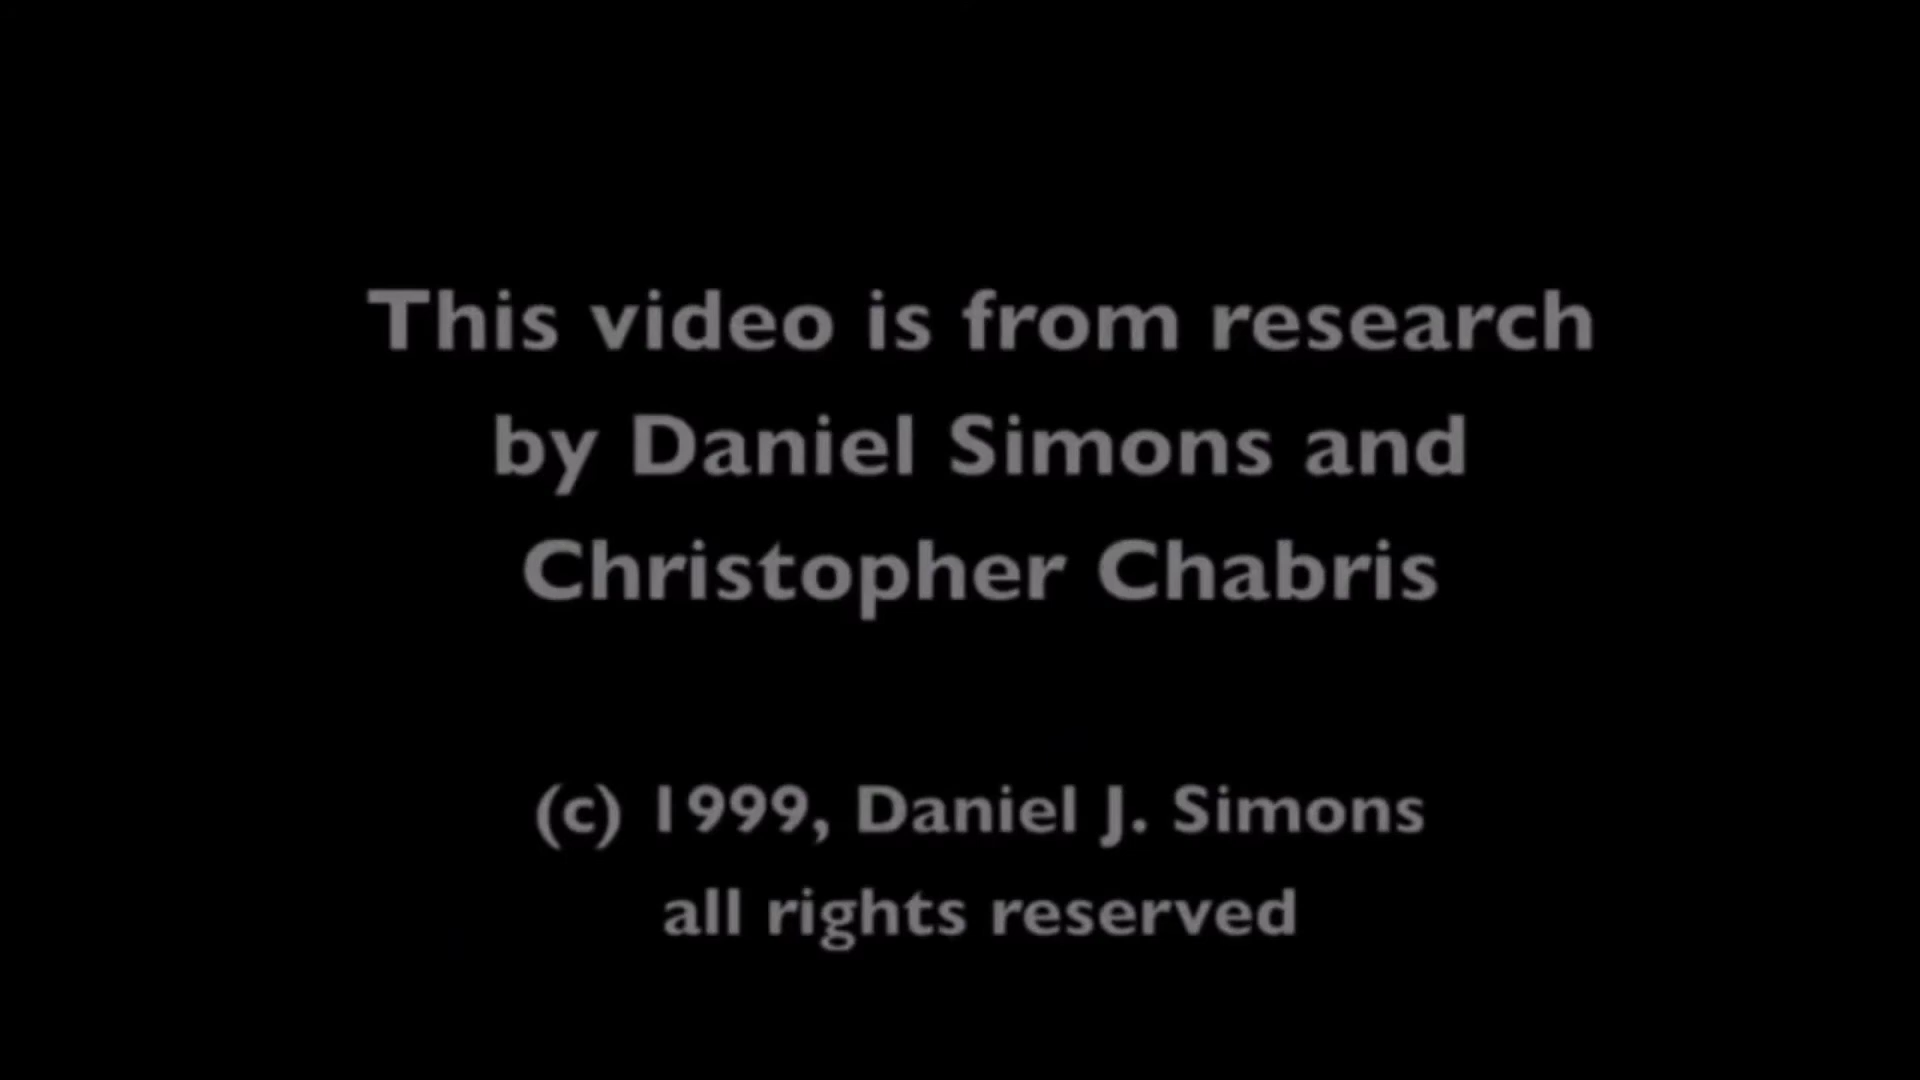 This video is from research
by Daniel Simons and
Christopher Chabris
(c) 1999, Daniel J. Simons
all rights reserved